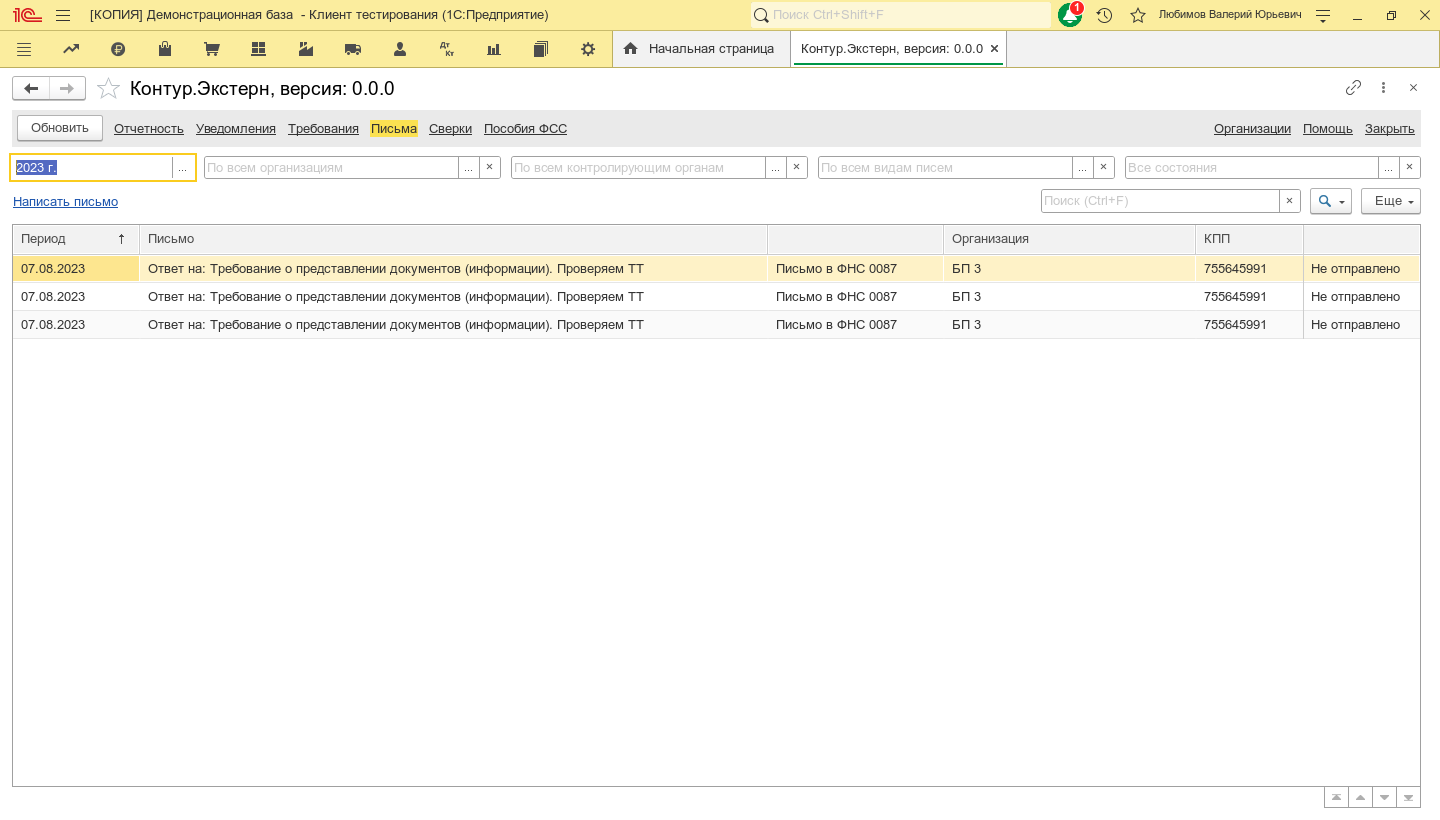 1С [КОПИЯ] Демонстрационная база - Клиент тестирования (1С:Предприятие) Поиск Ctrl+Shift+F 1 Любимов Валерий Юрьевич
Дт Кт Начальная страница Контур.Экстерн, версия: 0.0.0
Контур.Экстерн, версия: 0.0.0
Обновить Отчетность Уведомления Требования Письма Сверки Пособия ФСС Организации Помощь Закрыть
2023 г. ... По всем организациям ... По всем контролирующим органам ... По всем видам писем ... Все состояния ...
Написать письмо Поиск (Ctrl+F) Еще
Период Письмо Организация КПП
07.08.2023 Ответ на: Требование о представлении документов (информации). Проверяем ТТ Письмо в ФНС 0087 БП 3 755645991 Не отправлено
07.08.2023 Ответ на: Требование о представлении документов (информации). Проверяем ТТ Письмо в ФНС 0087 БП 3 755645991 Не отправлено
07.08.2023 Ответ на: Требование о представлении документов (информации). Проверяем ТТ Письмо в ФНС 0087 БП 3 755645991 Не отправлено